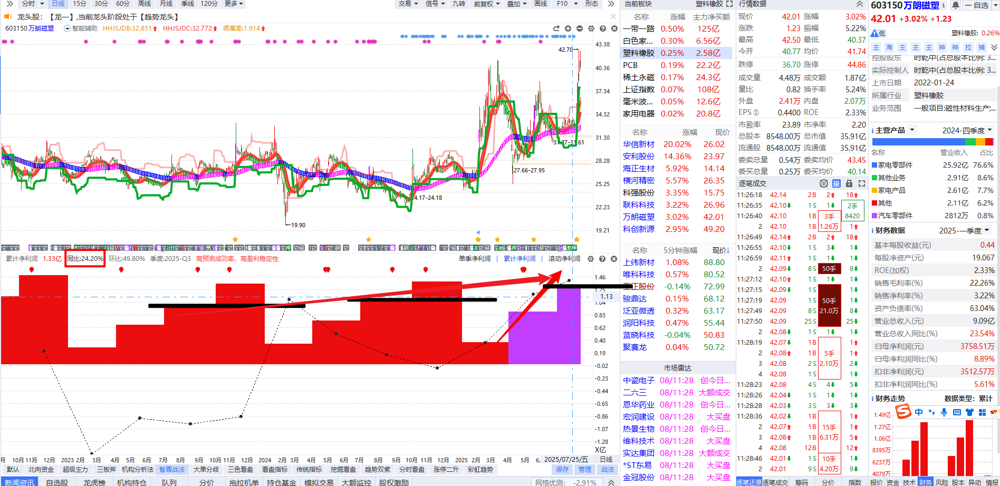 分时 日线 15分 30分 60分 周线 月线 季线 120分 更多 交易 信号 九转 前复权 叠加 画线 F10 形态
龙头股：【龙一】,当前龙头阶段处于【趋势龙头】
603150 万朗磁塑 智能辅助 HHJSJDB:32.851 HHJSJDC:32.772 乖离率:1.914
42.70
43.38
40.36
37.34
34.32
31.30
28.28
25.25
22.23
19.21
31.37-31.61
27.66-27.95
24.17-24.18
19.90
累计净利润 1.33亿 同比:24.20% 环比:49.80% 季度:2025-Q3 高预测成功率，高盈利稳定性 单季净利润 累计净利润 滚动净利润
1.46
1.25
1.13
1.04
0.83
0.62
0.40
0.19
-0.02
-0.23
-0.44
-0.65
-0.86
-1.07
-1.28
X亿
10月 11月 12月 2023 2月 3月 4月 5月 6月 7月 8月 9月 10月 11月 12月 2024 2月 3月 4月 5月 6月 7月 8月 9月 10月 11月 12月 2025 2月 3月 4月 5月 6, 2025/07/25/五 日线
默认 北向资金 超级主力 三板斧 机构分析法 智尊战法 大单分歧 三色看盘 看盘指标 传统指标 挖掘看盘 趋势双紫 分时看盘 涨停二升 彩虹趋势 保存 管理 战法
新闻资讯 自选股 龙虎榜 机构持仓 队列 分价 拖拉机单 持仓基金 模拟交易 大额监控 股权激励 网格优测: -2.91%
当前板块 塑料橡胶
名称 涨幅 主力净买额
一带一路 0.50% 125亿
白色家... 0.30% 6.56亿
塑料橡胶 0.25% 2.58亿
PCB 0.19% 22.2亿
稀土永磁 0.17% 24.3亿
上证指数 0.07% 108亿
毫米波... 0.05% 12.6亿
家用电器 0.02% 20.8亿
名称 涨幅 现价
华信新材 20.02% 26.02
安利股份 14.36% 23.97
海正生材 5.92% 14.14
横河精密 5.57% 26.35
科强股份 3.35% 15.75
联科科技 3.22% 26.96
万朗磁塑 3.02% 42.01
科创新源 2.95% 49.20
名称 5分钟涨幅 现价↓
上纬新材 1.08% 88.80
唯科科技 0.57% 80.52
至正股份 -0.14% 72.99
骏鼎达 0.15% 68.12
泛亚微透 0.32% 63.17
润阳科技 0.47% 55.44
蓝晓科技 -0.04% 50.83
聚赛龙 0.04% 50.72
市场雷达
中瓷电子 08/11:28 创今日...
二六三 08/11:28 大额成交
恩华药业 08/11:28 创今日...
宏润建设 08/11:28 大买盘
热景生物 08/11:28 创今日...
维科技术 08/11:28 大买盘
实达集团 08/11:28 大额成交
*ST东易 08/11:28 大买盘
金冠股份 08/11:28 大买盘
行情数据
现价 42.01 涨幅 3.02%
涨跌 1.23 振幅 5.22%
最高 42.50 最低 40.37
今开 40.77 均价 41.74
跌停 36.70 涨停 44.86
成交量 4.48万 成交额 1.87亿
量比 0.82 换手率 5.24%
外盘 2.41万 内盘 2.07万
EPS① 0.4400 ROE 2.33%
市盈率 23.89 市净率 2.20
总股本 8548.00万 总市值 35.91亿
流通股 8548.00万 流通值 35.91亿
委卖总量 0.54万 委卖均价 43.45
委买总量 0.25万 委买均价 40.14
逐笔成交 量
11:26:18 42.14 2B 2 18
11:26:35 42.10 1S 1 2手
11:26:40 42.10 1B 3手 8420
2 42.10 1B 1.26万 1
11:26:49 42.14 2B 2 18
11:26:55 42.10 1S 3 1
11:26:59 42.11 1S 1 1
2 42.09 8S 50手 8
11:27:12 42.10 1S 1 1
11:27:15 42.09 1S 1
11:27:19 42.09 1S 50手 1
11:27:49 42.09 8S 21.0万 8
11:27:50 42.09 25S 25
2 42.08 1S 1 1
11:28:19 42.07 1B 1
2 42.08 1B 5手 1
3 42.08 2S 2.10万 2
4 42.08 1S 1
11:28:23 42.08 4S 4 5
11:28:26 42.04 1S 1 1
11:28:28 42.03 3S 3 3
11:28:36 42.02 1B 1
2 42.07 1B 15手 1
3 42.08 1B 6.31万 5
4 42.08 12B 12
11:28:46 42.01 1S 10手 1
2 42.01 9S 4.20万 9
逐笔还原 逐笔成交 筹码 分价 指数
603150万朗磁塑 自选
42.01 +3.02% +1.23
低 塑料橡胶: 0.26%
主 海 主 主 主 神 神 拉 捕
控股股东 时乾中(占总股本比例: 3...
实际控制人 时乾中(占总股本比例: 3...
上市日期 2022-01-24
所属行业 塑料橡胶
业务范围 一般项目:磁性材料生产;...
主营产品 2024-四季度
名称 营业收入 占比
家电零部件 25.92亿 76.6%
其他业务 2.91亿 8.6%
家电产品 2.61亿 7.7%
其他 2.11亿 6.2%
汽车零部件 2812万 0.8%
财务数据 2025-一季度
基本每股收益(元) 0.44
每股净资产(元) 19.067
ROE(加权) 2.33%
销售毛利率(%) 22.26%
销售净利率(%) 3.22%
资产负债率(%) 63.04%
营业总收入(元) 9.09亿
营业总收入同比(%) 23.54%
归母净利润(元) 3758.51万
归母净利润同比(%) 8.89%
扣非净利润(元) 3512.57万
扣非净利润同比(%) 5.61%
财务走势 数据类型: 累计
中
1.49亿
1.27亿
1.06亿
8395万
6237万
4079万
报价 资金 技术 财务 风险 股本 异动 情报